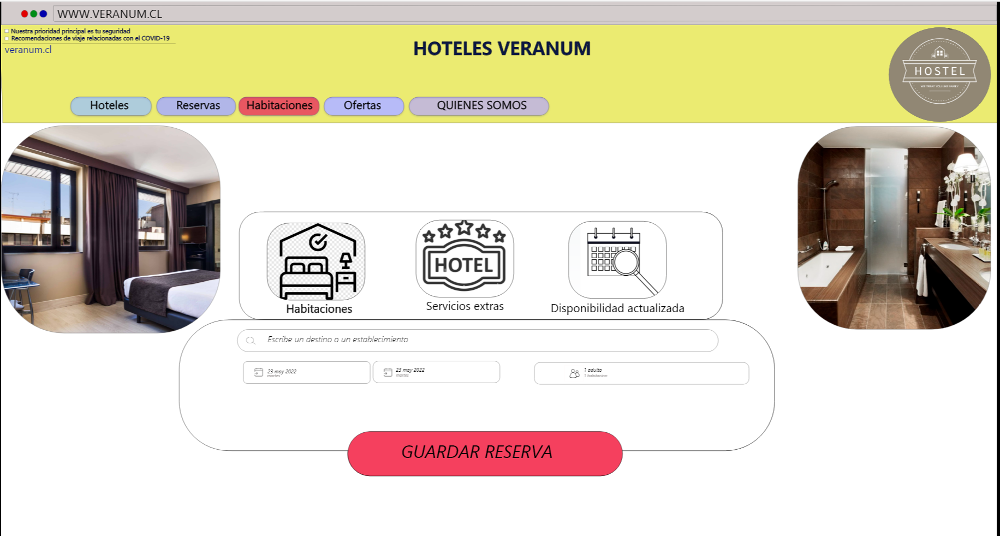 WWW.VERANUM.CL
Nuestra prioridad principal es tu seguridad
Recomendaciones de viaje relacionadas con el COVID-19
veranum.cl
HOTELES VERANUM
HOSTEL
WE TREAT YOU LIKE FAMILY
Hoteles
Reservas
Habitaciones
Ofertas
QUIENES SOMOS
HOTEL
Habitaciones
Servicios extras
Disponibilidad actualizada
Escribe un destino o un establecimiento
23 may 2022
martes
23 may 2022
martes
1 adulto
1 habitacion
GUARDAR RESERVA